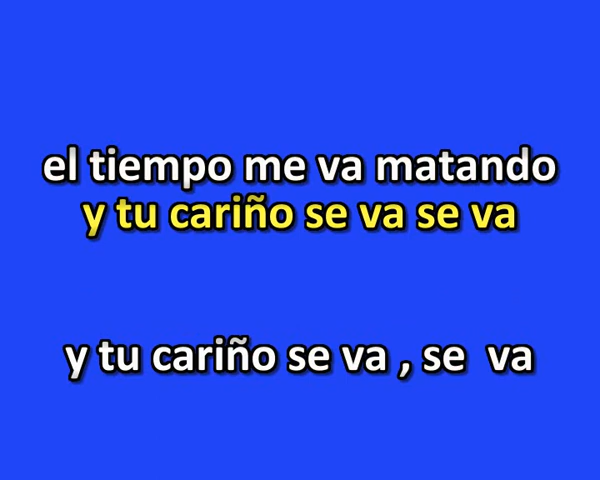 el tiempo me va matando
y tu cariño se va se va
y tu cariño se va , se va